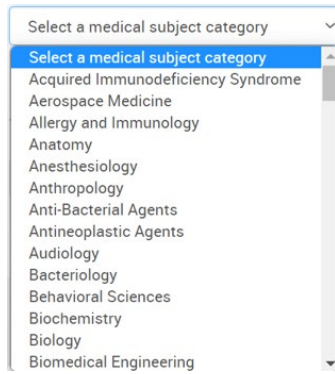 Select a medical subject category
Select a medical subject category
Acquired Immunodeficiency Syndrome
Aerospace Medicine
Allergy and Immunology
Anatomy
Anesthesiology
Anthropology
Anti-Bacterial Agents
Antineoplastic Agents
Audiology
Bacteriology
Behavioral Sciences
Biochemistry
Biology
Biomedical Engineering